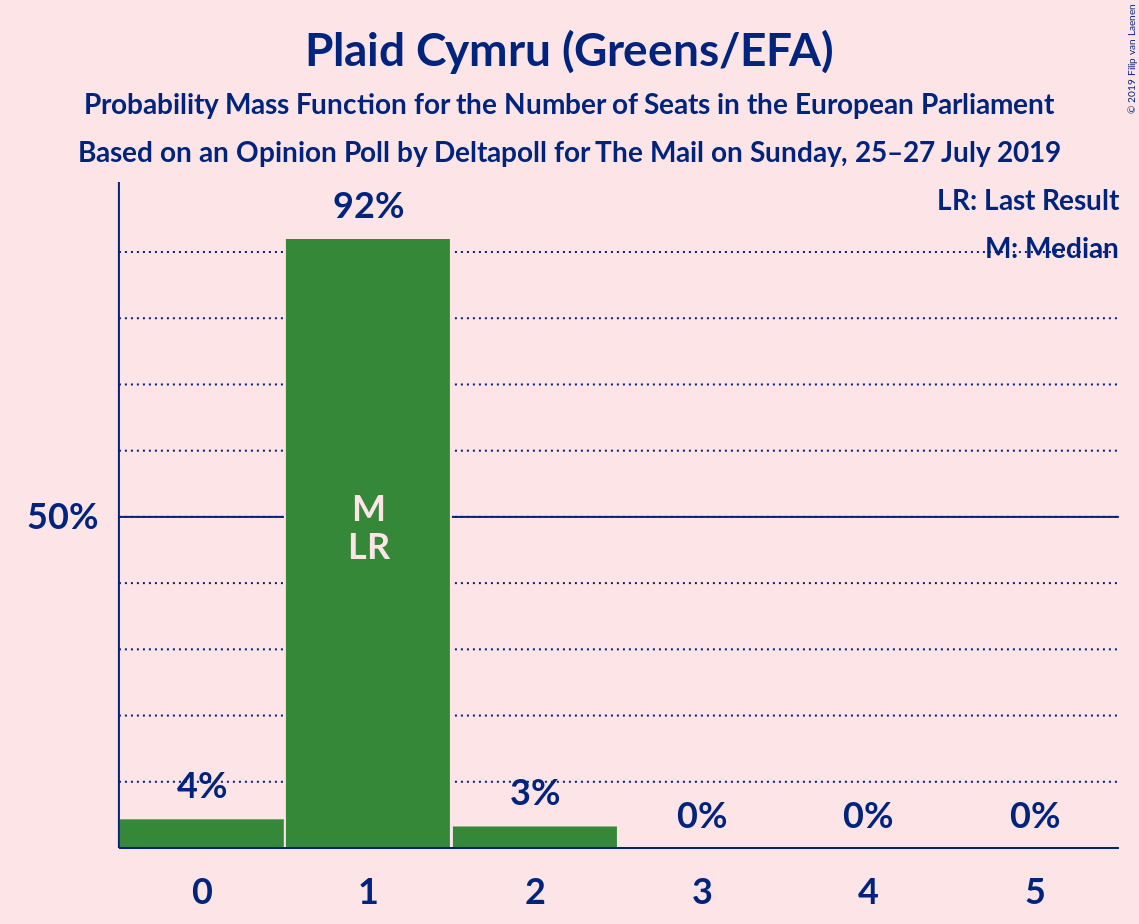 Plaid Cymru (Greens/EFA)
Probability Mass Function for the Number of Seats in the European Parliament
Based on an Opinion Poll by Deltapoll for The Mail on Sunday, 25–27 July 2019
© 2019 Filip van Laenen
LR: Last Result
M: Median
92%
50%
M
LR
4%
3%
0%
0%
0%
0
1
2
3
4
5